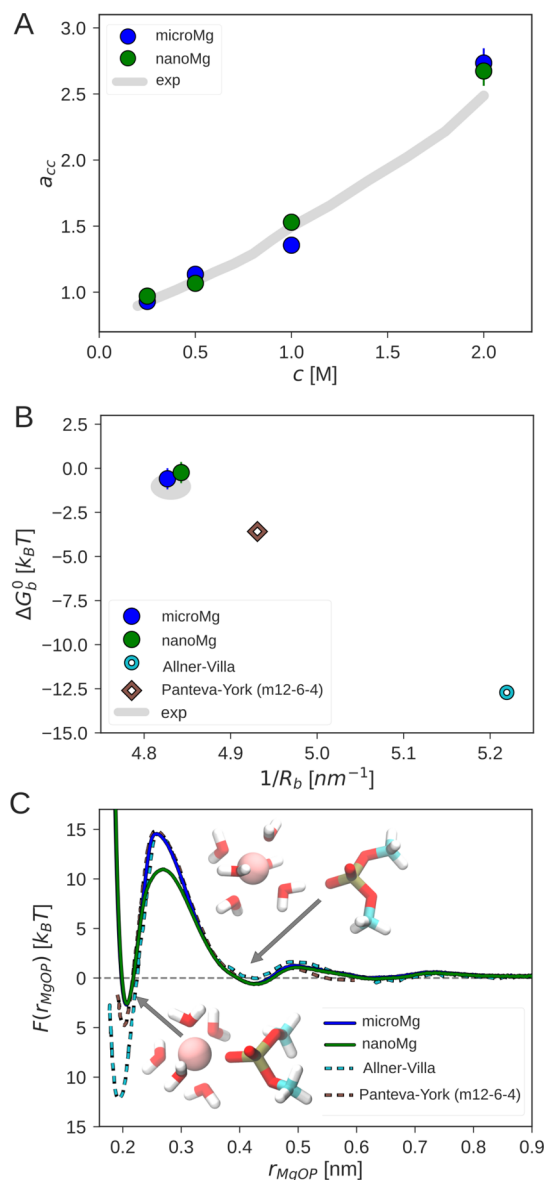 A
microMg
nanoMg
exp
3.0
2.5
2.0
1.5
1.0
a_cc
0.0 0.5 1.0 1.5 2.0
c [M]
B
2.5
0.0
−2.5
−5.0
−7.5
−10.0
−12.5
−15.0
ΔG_b^0 [k_BT]
microMg
nanoMg
Allner-Villa
Panteva-York (m12-6-4)
exp
4.8 4.9 5.0 5.1 5.2
1/R_b [nm^−1]
C
15
10
5
0
5
10
15
F(r_MgOP) [k_BT]
microMg
nanoMg
Allner-Villa
Panteva-York (m12-6-4)
0.2 0.3 0.4 0.5 0.6 0.7 0.8 0.9
r_MgOP [nm]